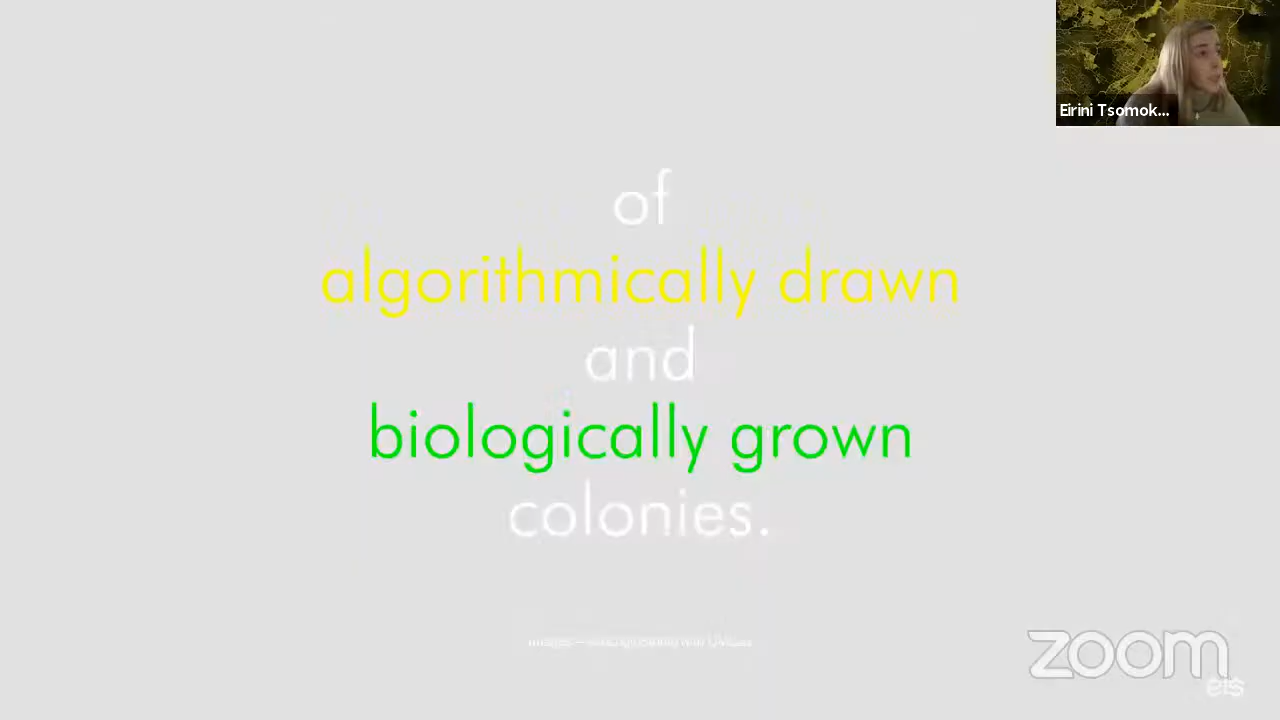 Eirini Tsomok...
of
algorithmically drawn
and
biologically grown
colonies.
zoom